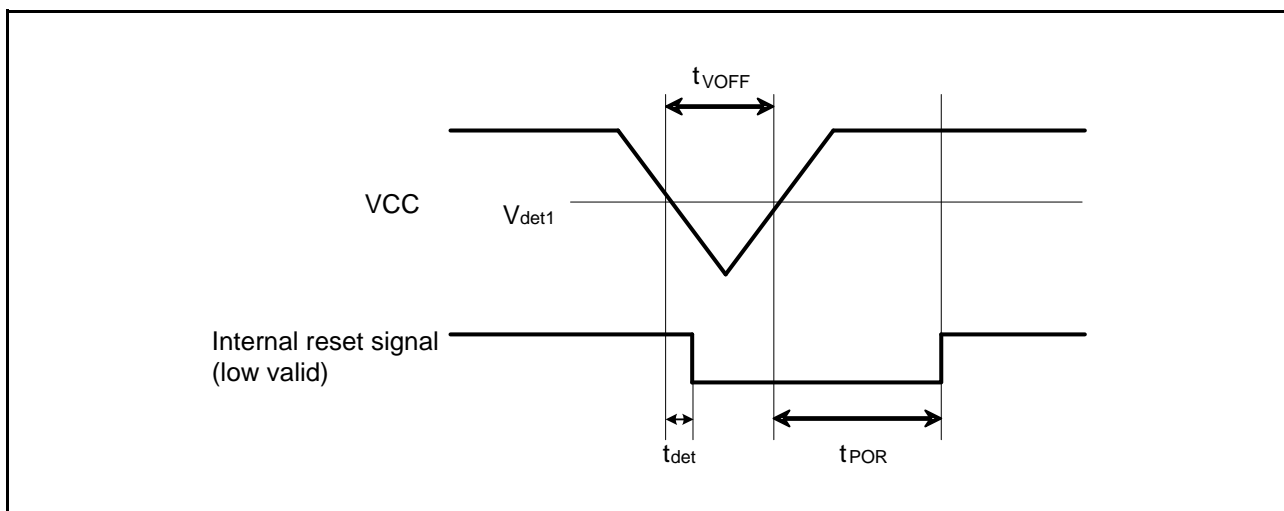 tVOFF
VCC
Vdet1
Internal reset signal
(low valid)
tdet
tPOR